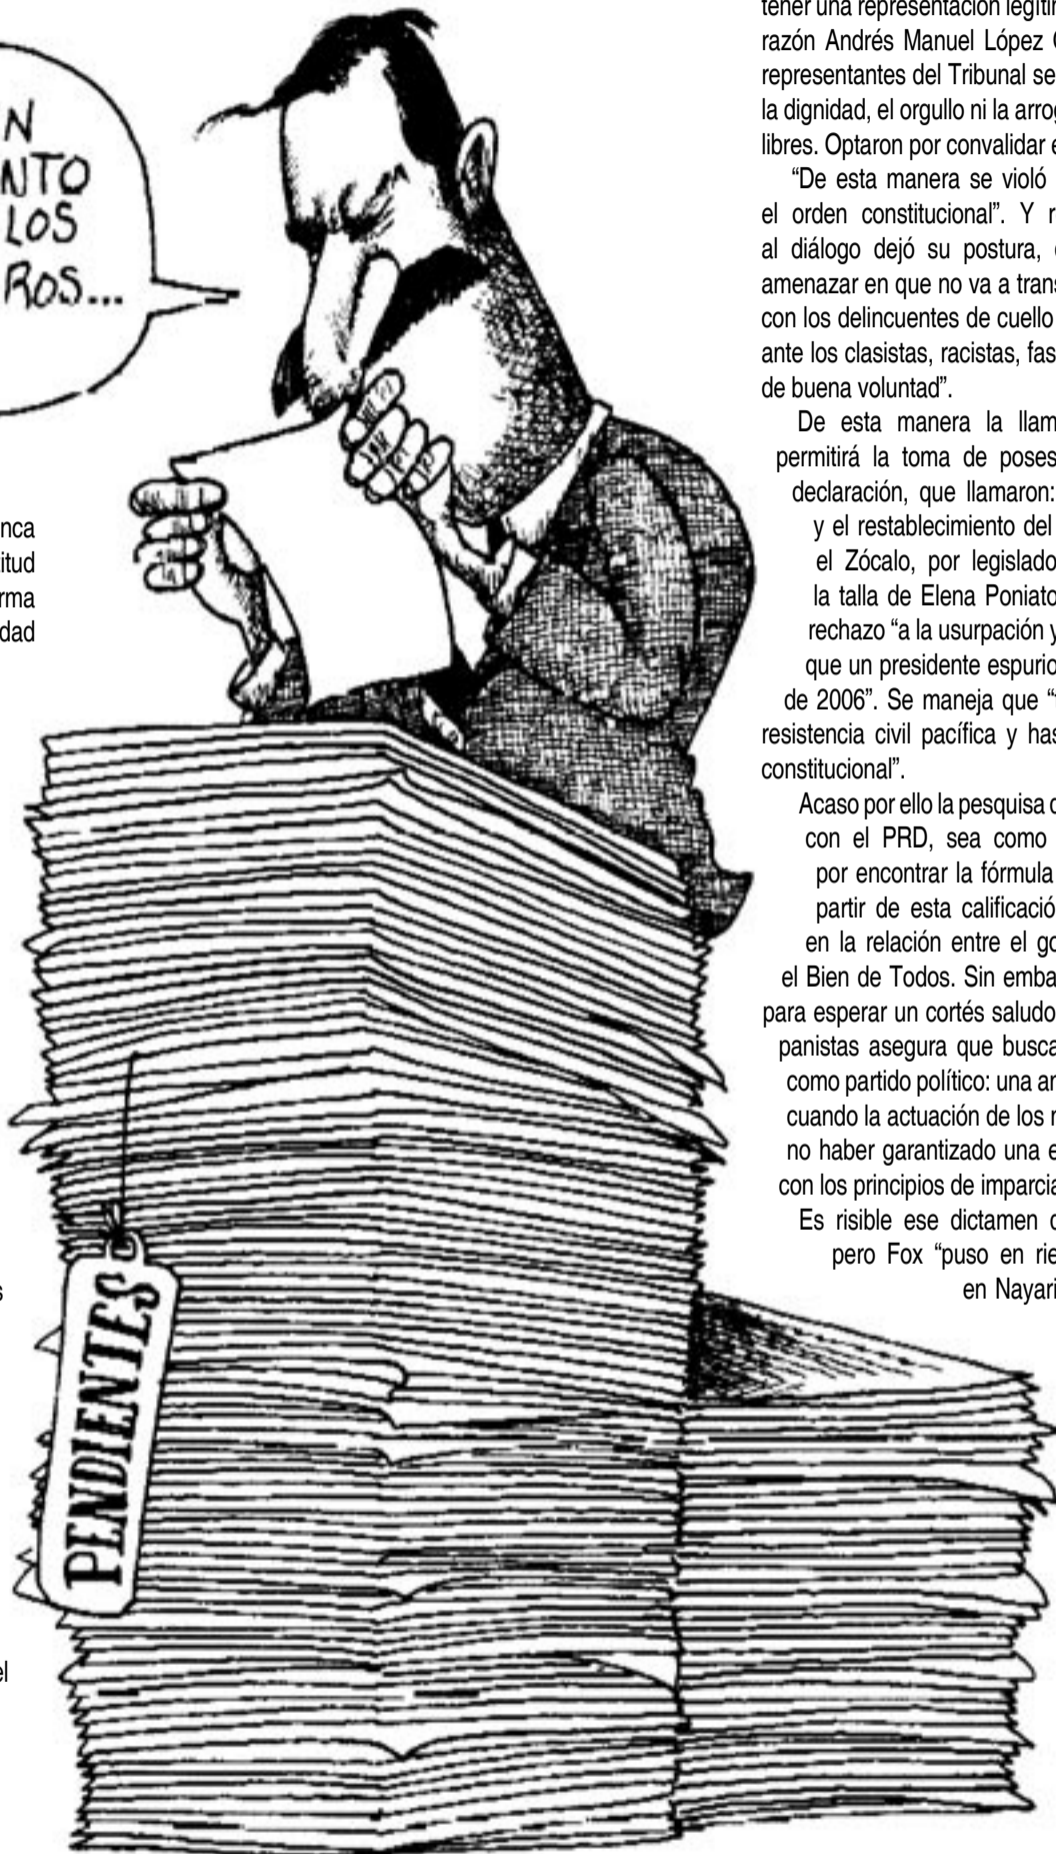 N
NTO
LOS
ROS...
nca
itud
rma
dad
s
el
PENDIENTES
tener una representación legítim
razón Andrés Manuel López
representantes del Tribunal se
la dignidad, el orgullo ni la arrog
libres. Optaron por convalidar e
“De esta manera se violó
el orden constitucional”. Y r
al diálogo dejó su postura,
amenazar en que no va a trans
con los delincuentes de cuello
ante los clasistas, racistas, fas
de buena voluntad”.
De esta manera la llam
permitirá la toma de poses
declaración, que llamaron:
y el restablecimiento del
el Zócalo, por legislado
la talla de Elena Poniato
rechazo “a la usurpación y
que un presidente espurio
de 2006”. Se maneja que “
resistencia civil pacífica y has
constitucional”.
Acaso por ello la pesquisa
con el PRD, sea como
por encontrar la fórmula
partir de esta calificació
en la relación entre el go
el Bien de Todos. Sin emba
para esperar un cortés saludo
panistas asegura que busca
como partido político: una
cuando la actuación de los
no haber garantizado una e
con los principios de imparcia
Es risible ese dictamen
pero Fox “puso en rie
en Nayari